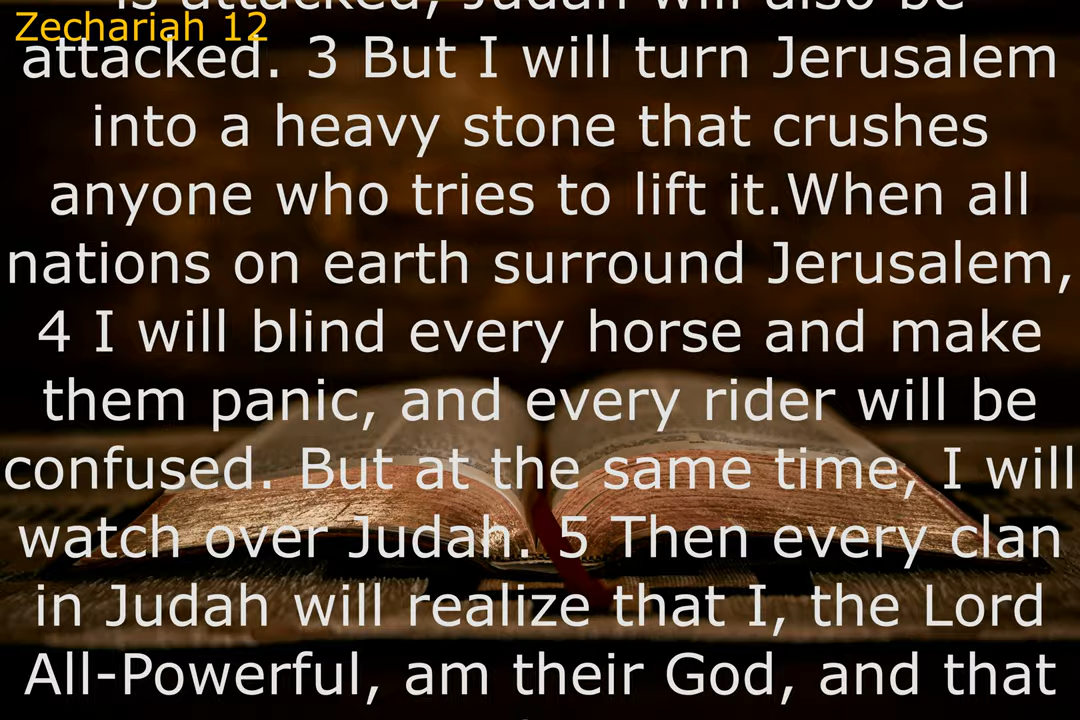 is attacked, Judah will also be
Zechariah 12
attacked. 3 But I will turn Jerusalem
into a heavy stone that crushes
anyone who tries to lift it.When all
nations on earth surround Jerusalem,
4 I will blind every horse and make
them panic, and every rider will be
confused. But at the same time, I will
watch over Judah. 5 Then every clan
in Judah will realize that I, the Lord
All-Powerful, am their God, and that